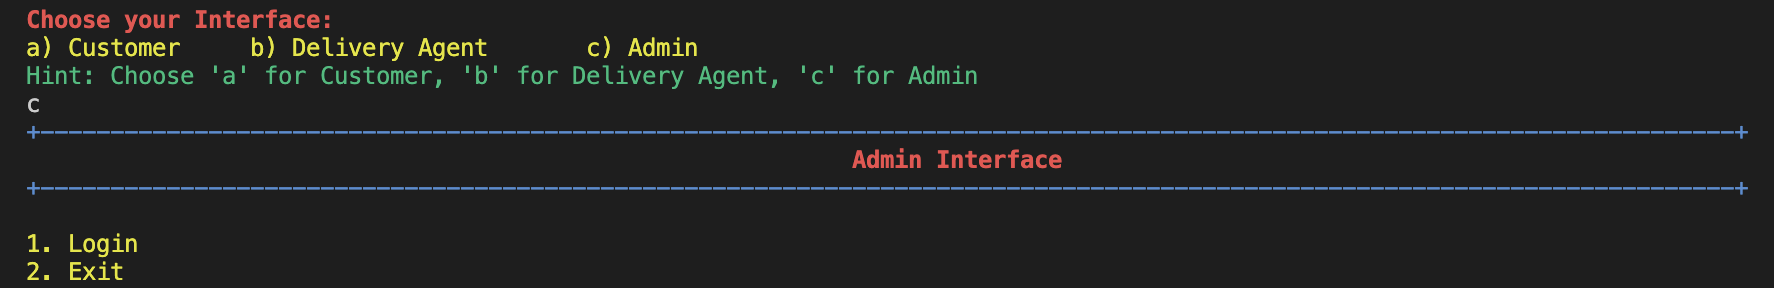 Choose your Interface:
a) Customer     b) Delivery Agent       c) Admin
Hint: Choose 'a' for Customer, 'b' for Delivery Agent, 'c' for Admin
c
+—————————————————————————————————————————————————————————————————————————————————————————————————————————————————————————+
Admin Interface
+—————————————————————————————————————————————————————————————————————————————————————————————————————————————————————————+
1. Login
2. Exit